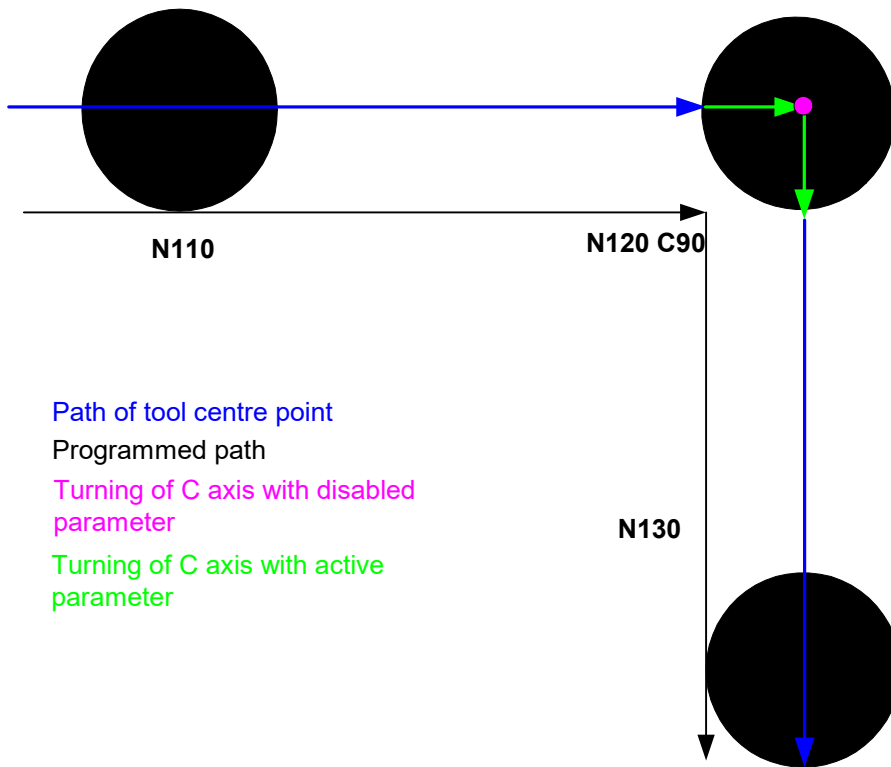 N110
N120 C90
Path of tool centre point
Programmed path
Turning of C axis with disabled
parameter
N130
Turning of C axis with active
parameter